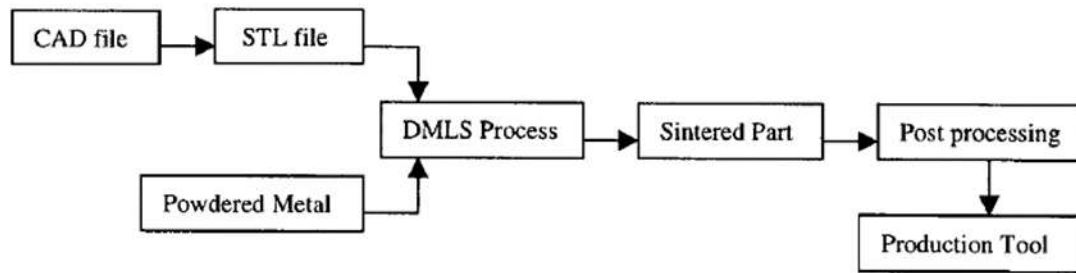 CAD file
STL file
DMLS Process
Sintered Part
Post processing
Powdered Metal
Production Tool